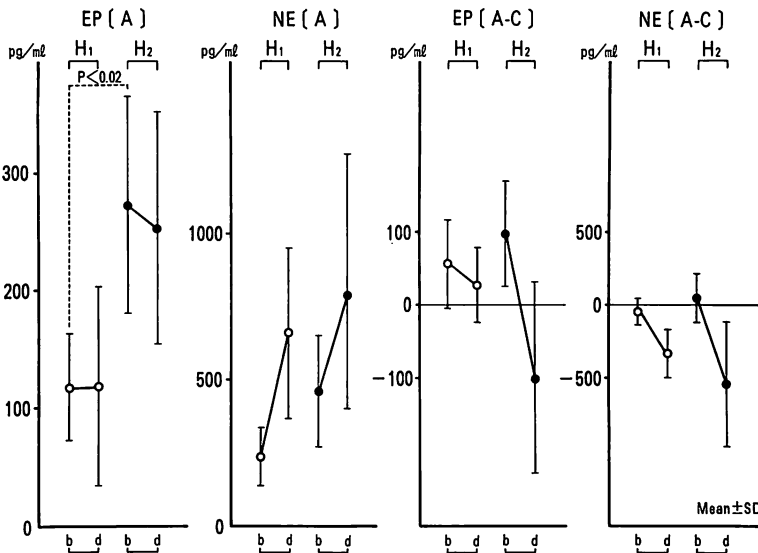 EP (A) NE (A) EP (A-C) NE (A-C)
pg/mℓ H₁ H₂ pg/mℓ H₁ H₂ pg/mℓ H₁ H₂ pg/mℓ H₁ H₂
P<0.02
300
200
100
0
1000
500
0
100
0
-100
500
0
-500
Mean±SD
b d b d b d b d b d b d b d b d